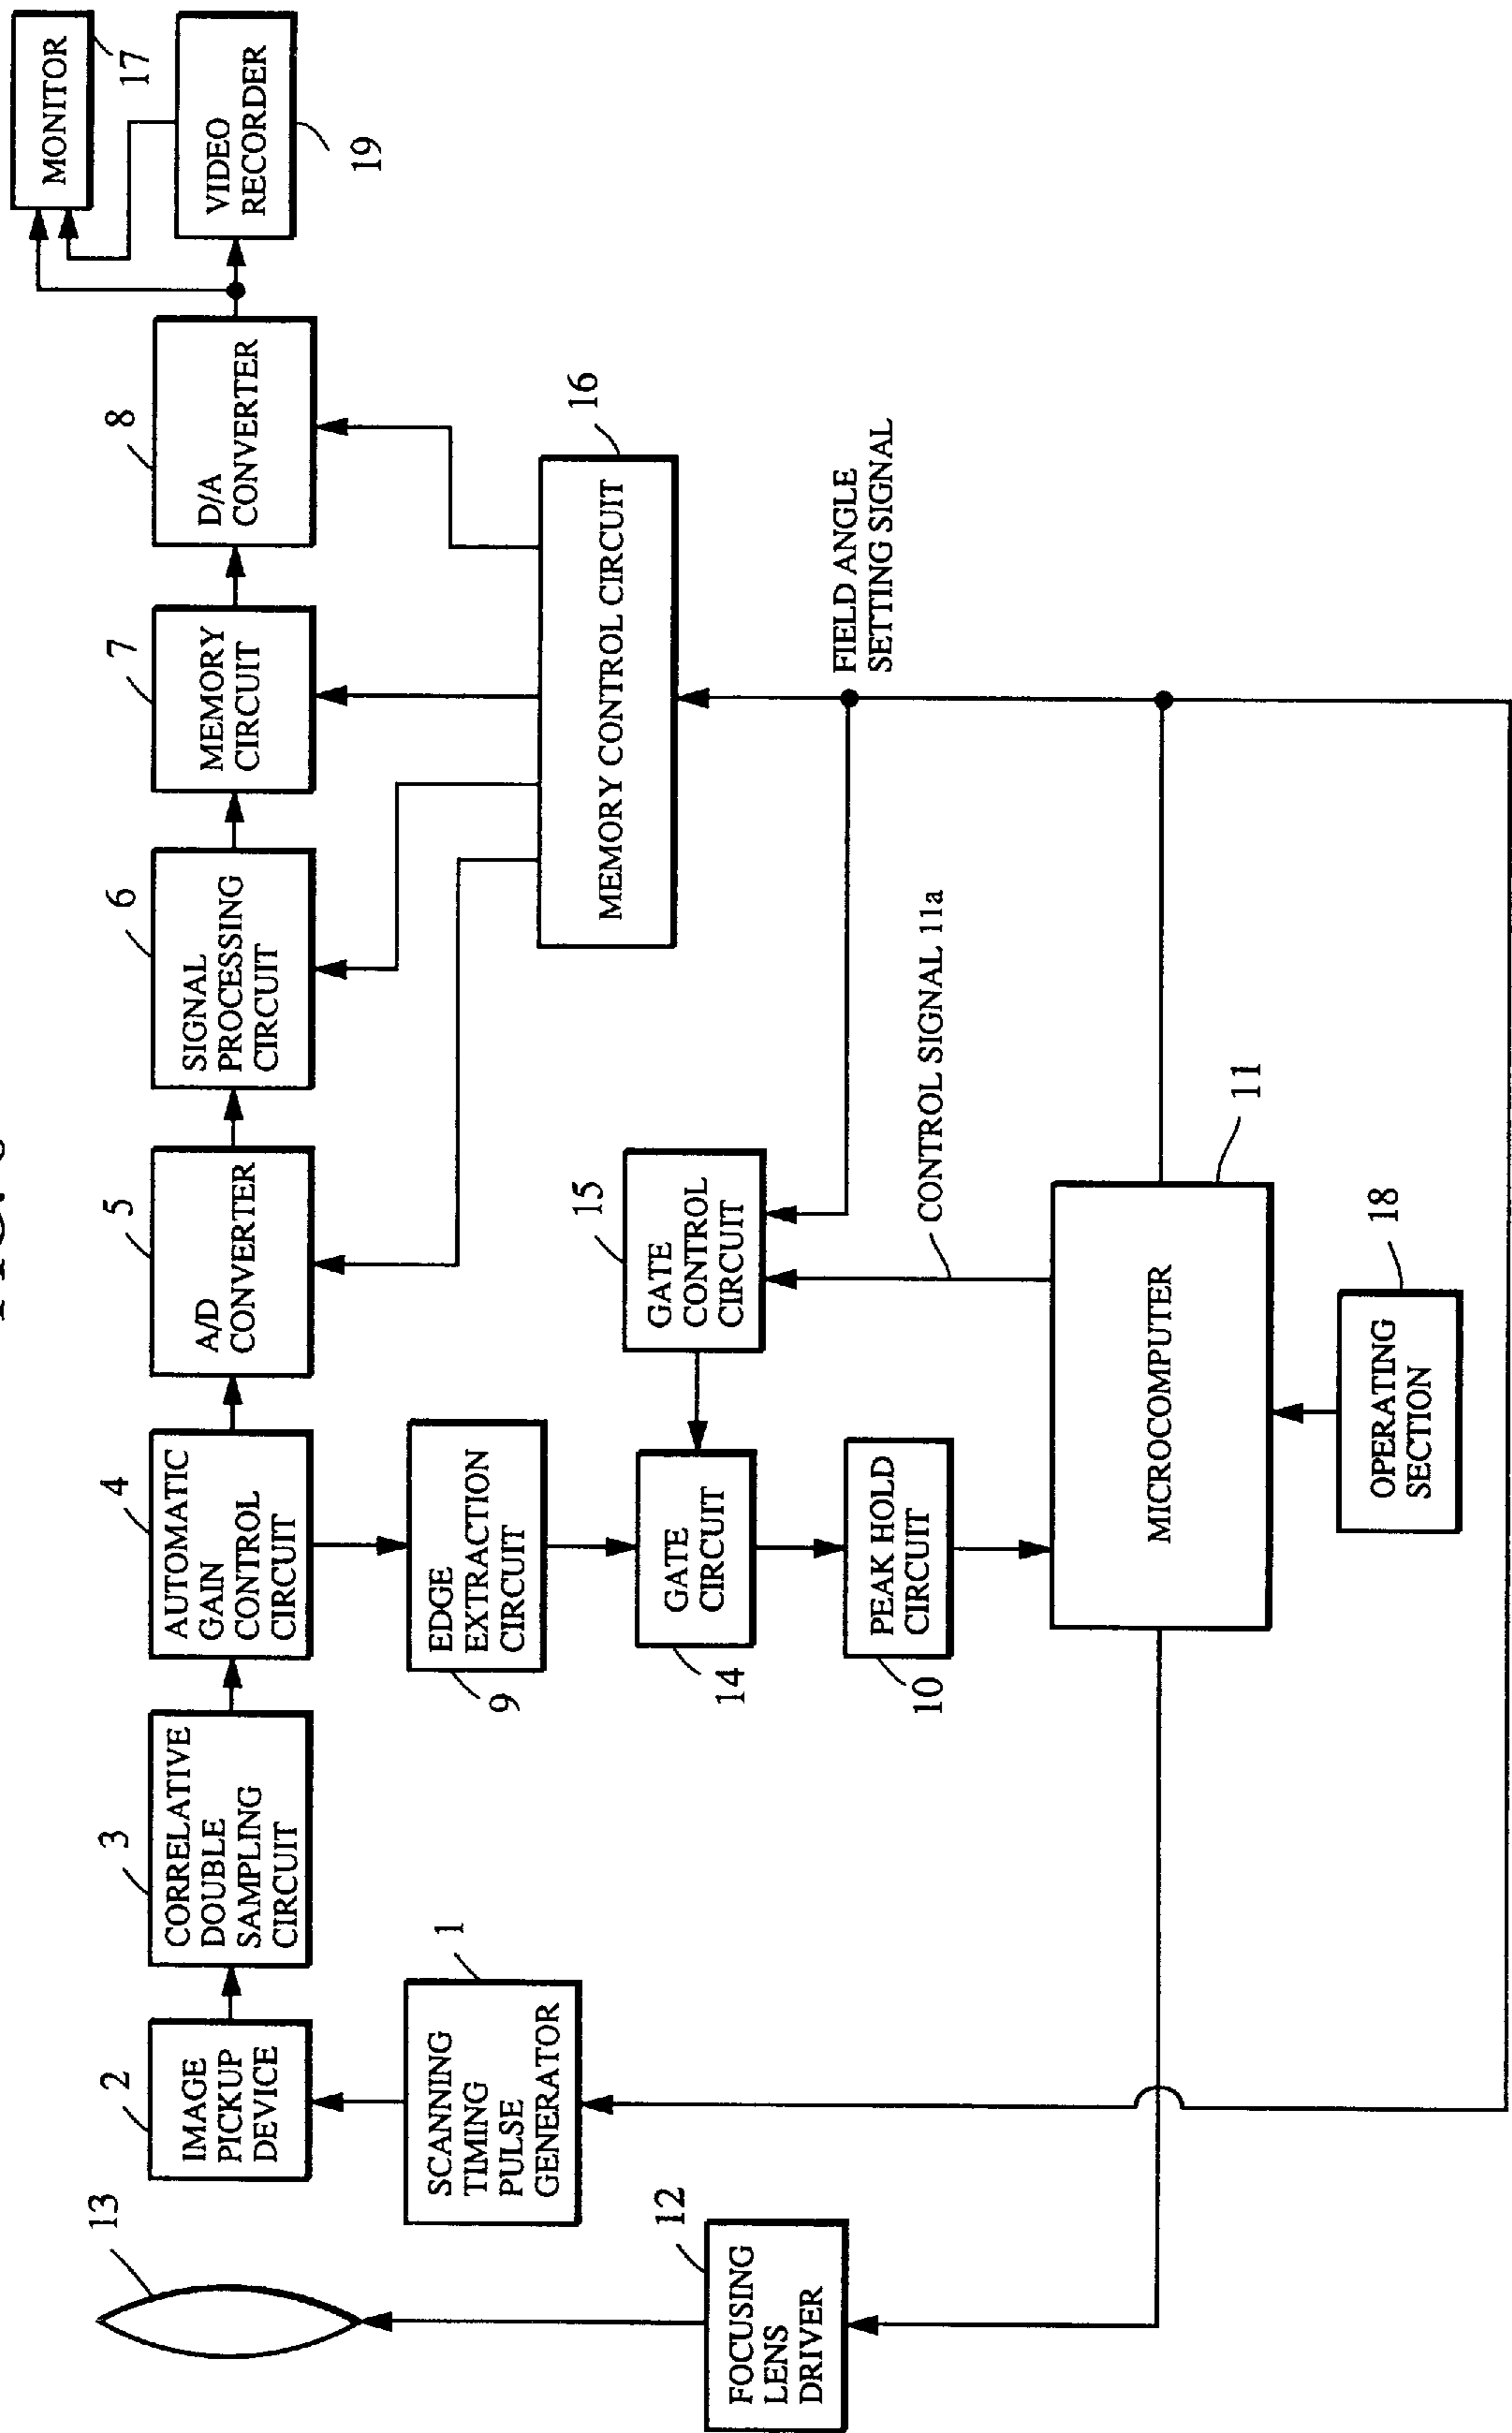 13
2
IMAGE
PICKUP
DEVICE
3
CORRELATIVE
DOUBLE
SAMPLING
CIRCUIT
4
AUTOMATIC
GAIN
CONTROL
CIRCUIT
5
A/D
CONVERTER
6
SIGNAL
PROCESSING
CIRCUIT
7
MEMORY
CIRCUIT
8
D/A
CONVERTER
MONITOR
17
VIDEO
RECORDER
19
SCANNING
TIMING
PULSE
GENERATOR
1
EDGE
EXTRACTION
CIRCUIT
9
MEMORY CONTROL CIRCUIT
16
12
FOCUSING
LENS
DRIVER
GATE
CIRCUIT
14
15
GATE
CONTROL
CIRCUIT
FIELD ANGLE
SETTING SIGNAL
PEAK HOLD
CIRCUIT
10
CONTROL SIGNAL 11a
MICROCOMPUTER
11
OPERATING
SECTION
18